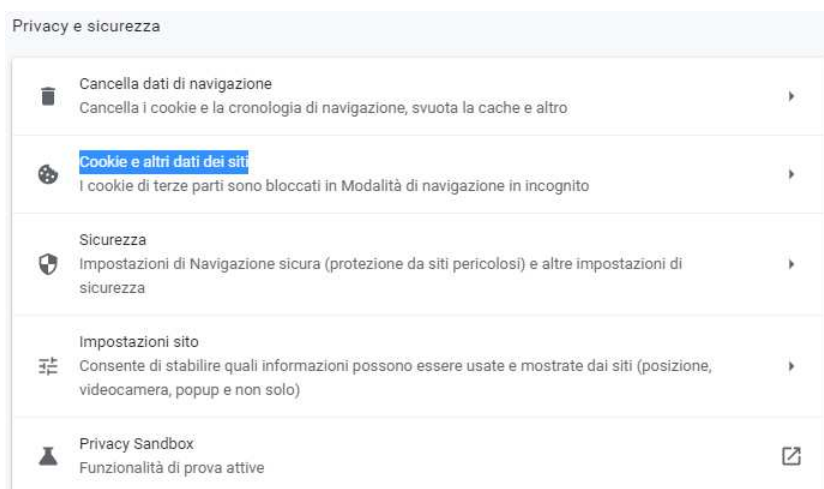 Privacy e sicurezza
Cancella dati di navigazione
Cancella i cookie e la cronologia di navigazione, svuota la cache e altro
Cookie e altri dati dei siti
I cookie di terze parti sono bloccati in Modalità di navigazione in incognito
Sicurezza
Impostazioni di Navigazione sicura (protezione da siti pericolosi) e altre impostazioni di
sicurezza
Impostazioni sito
Consente di stabilire quali informazioni possono essere usate e mostrate dai siti (posizione,
videocamera, popup e non solo)
Privacy Sandbox
Funzionalità di prova attive